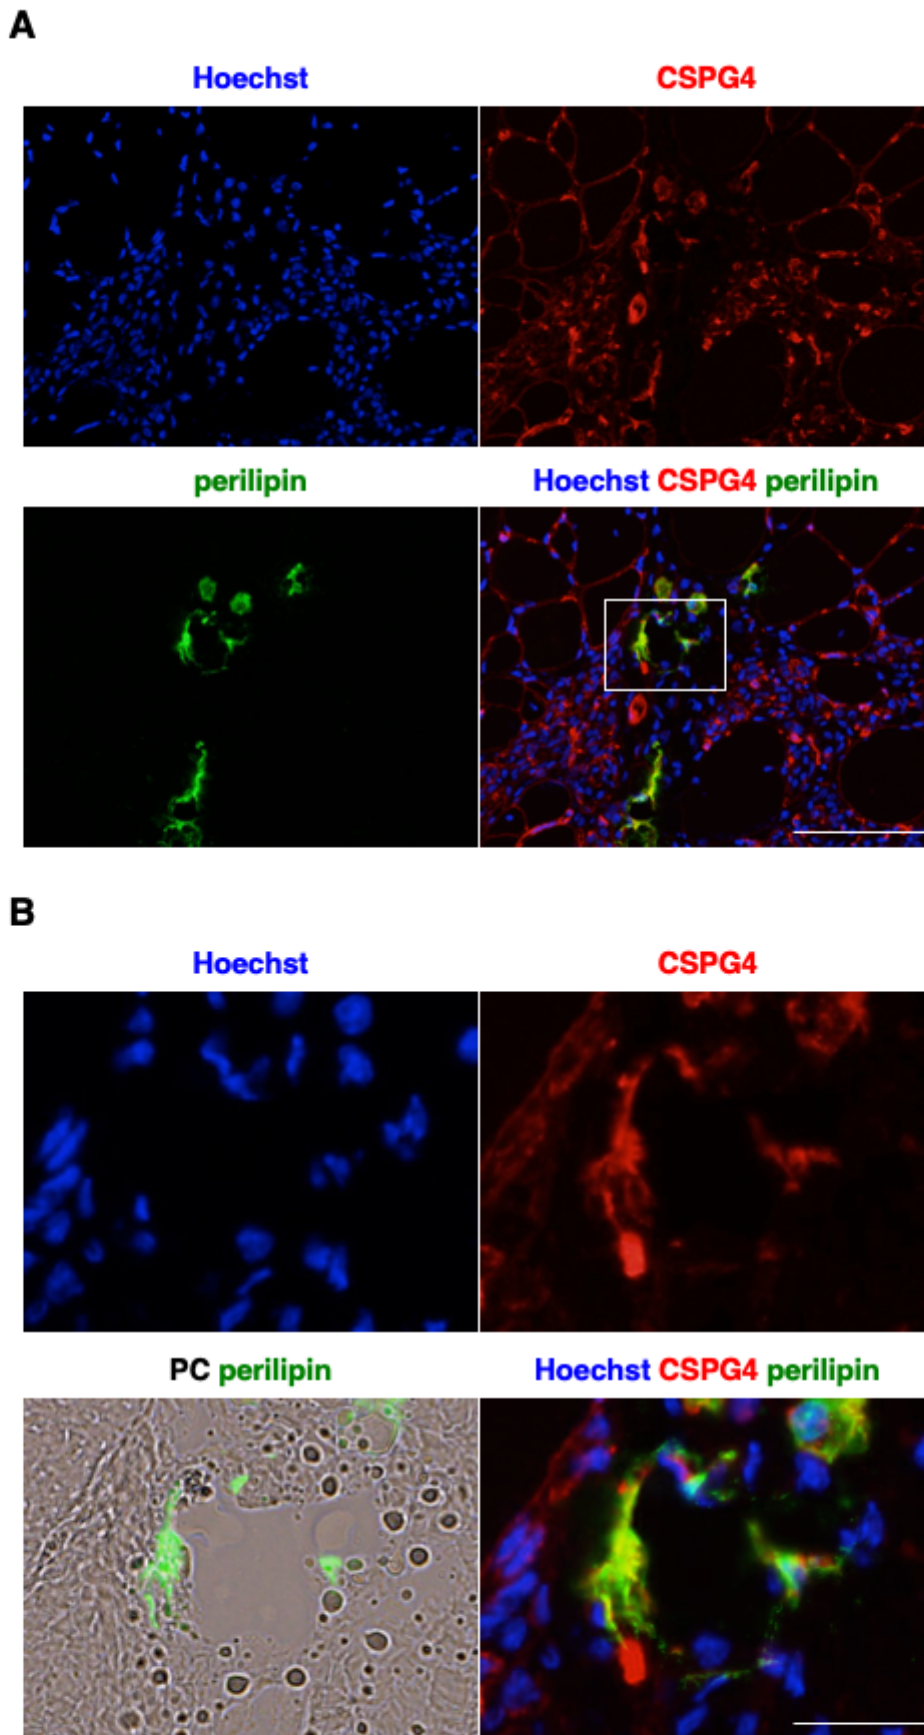 A
Hoechst CSPG4
perilipin Hoechst CSPG4 perilipin
B
Hoechst CSPG4
PC perilipin Hoechst CSPG4 perilipin